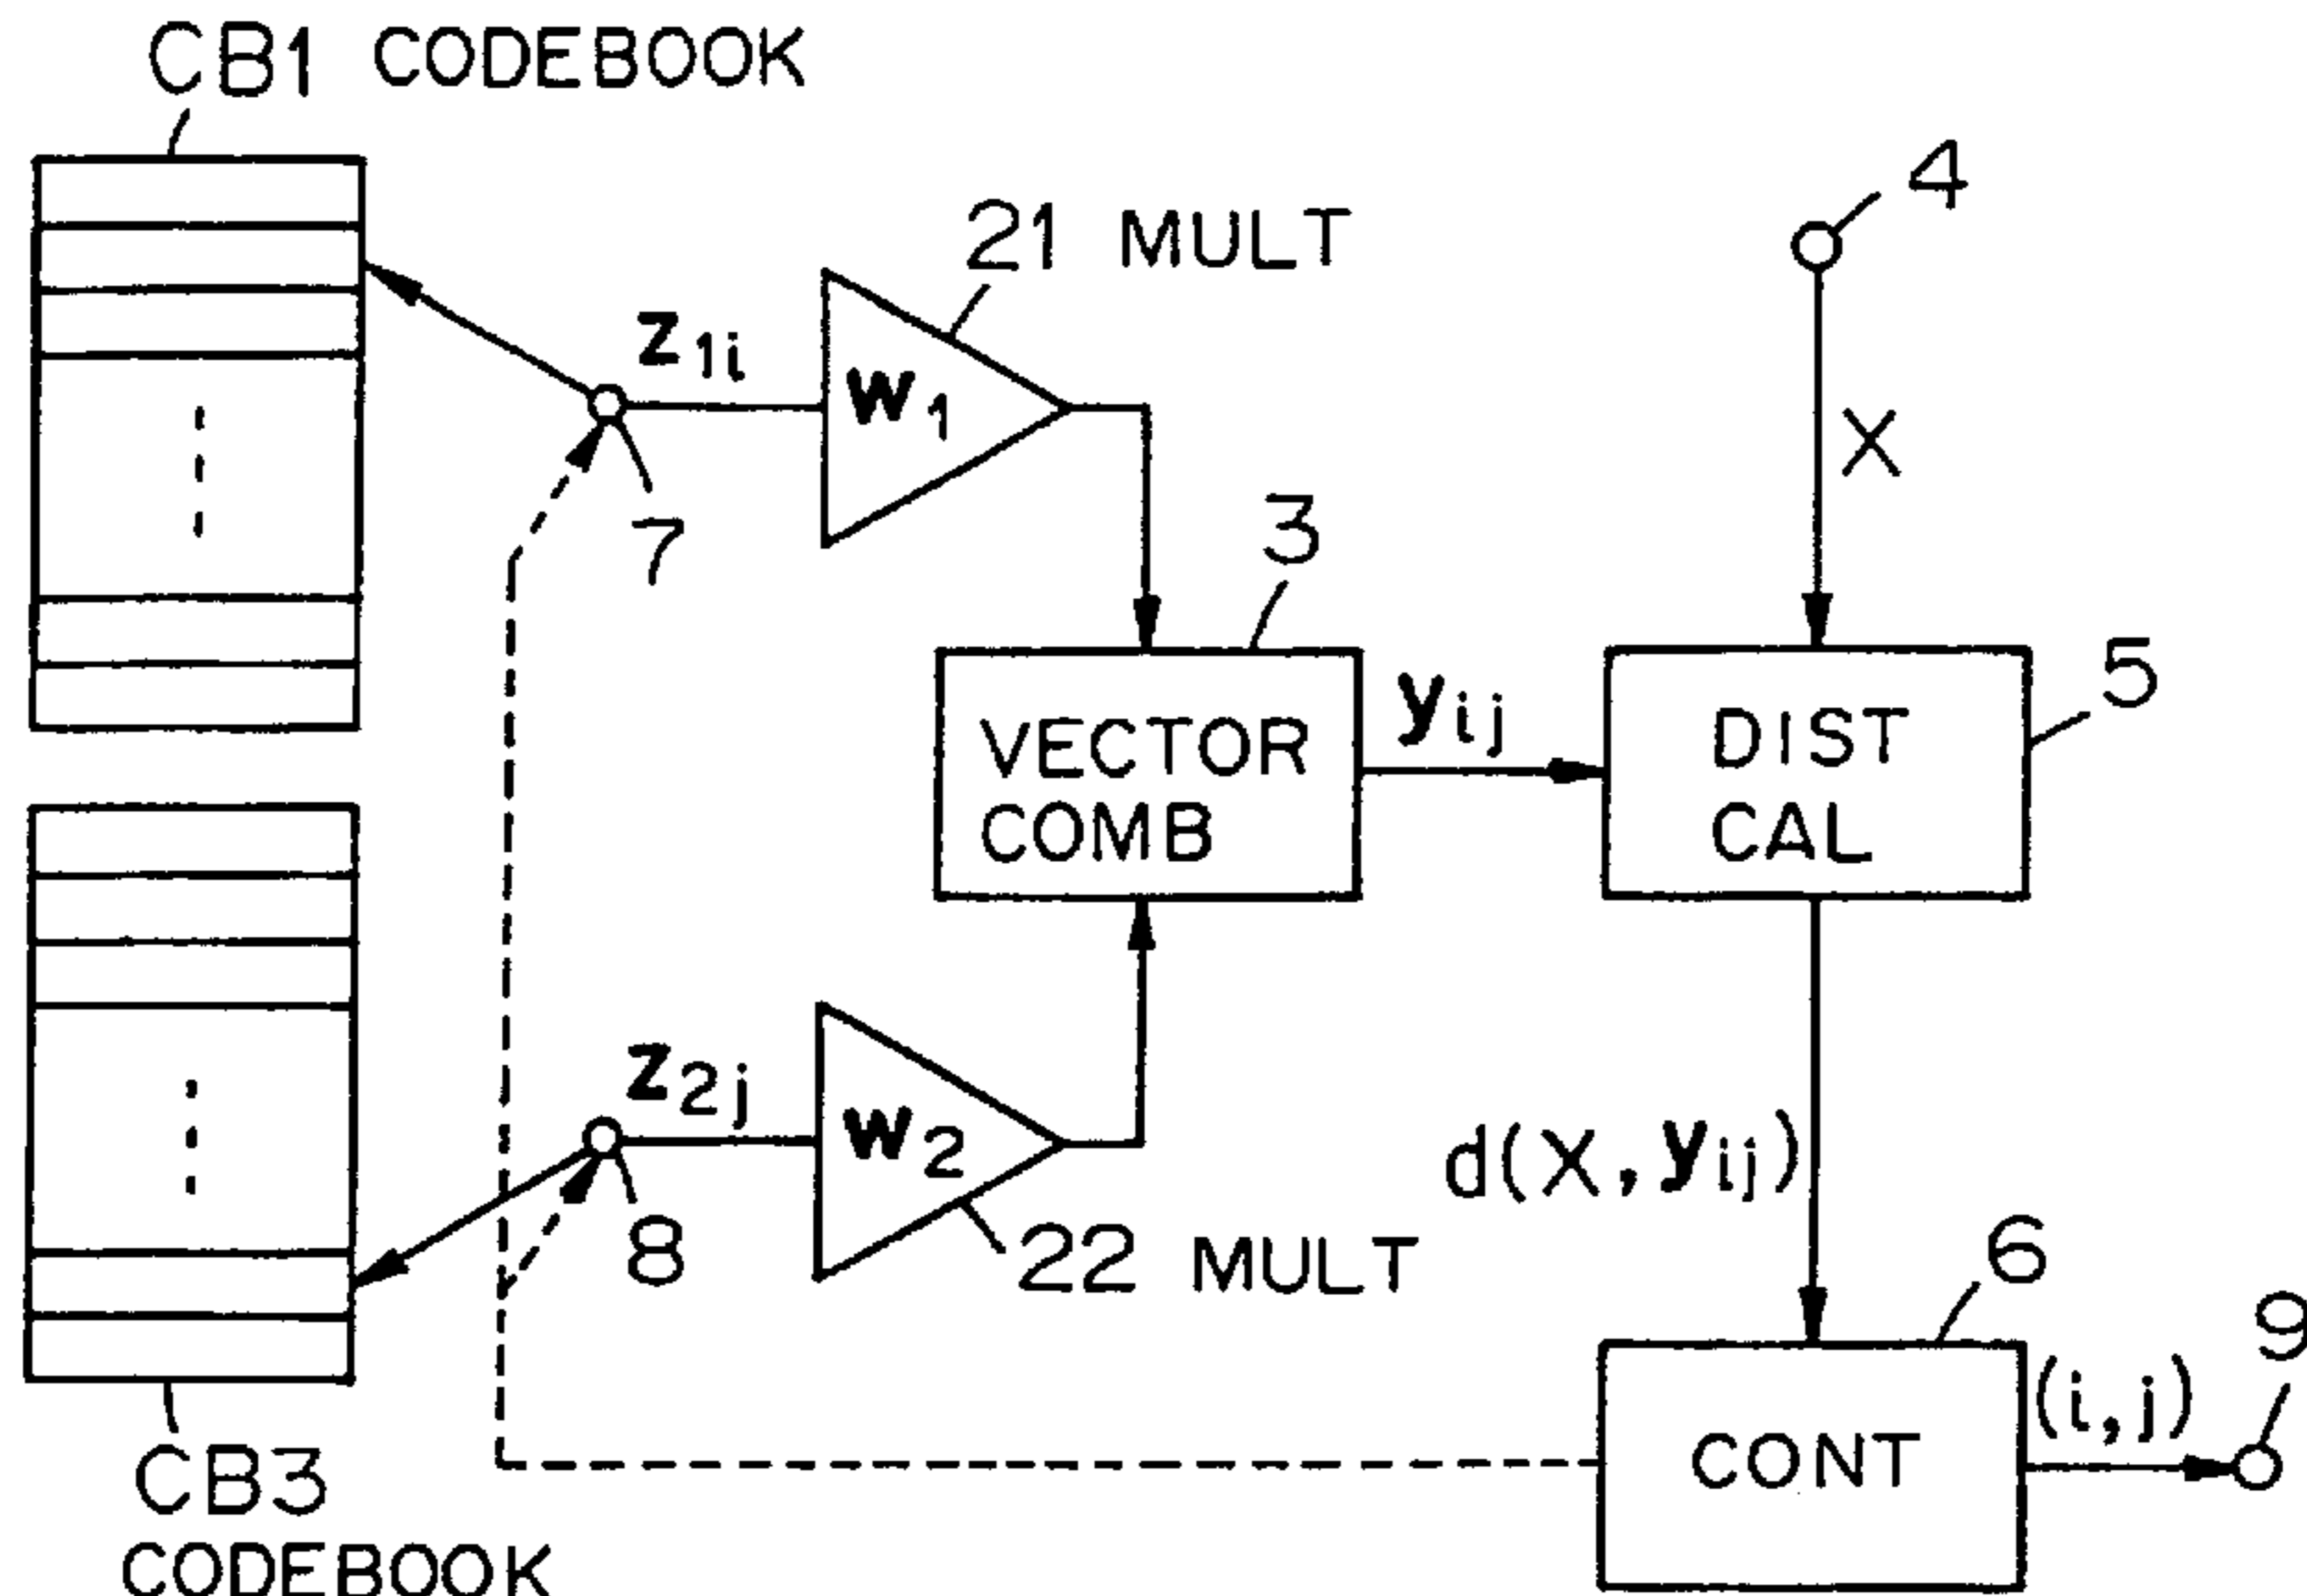 CB1 CODEBOOK
4
21 MULT
z1i
w1
X
7
3
5
yij
VECTOR
COMB
DIST
CAL
z2j
w2
d(X, yij)
8
22 MULT
6
9
(i,j)
CONT
CB3
CODEBOOK